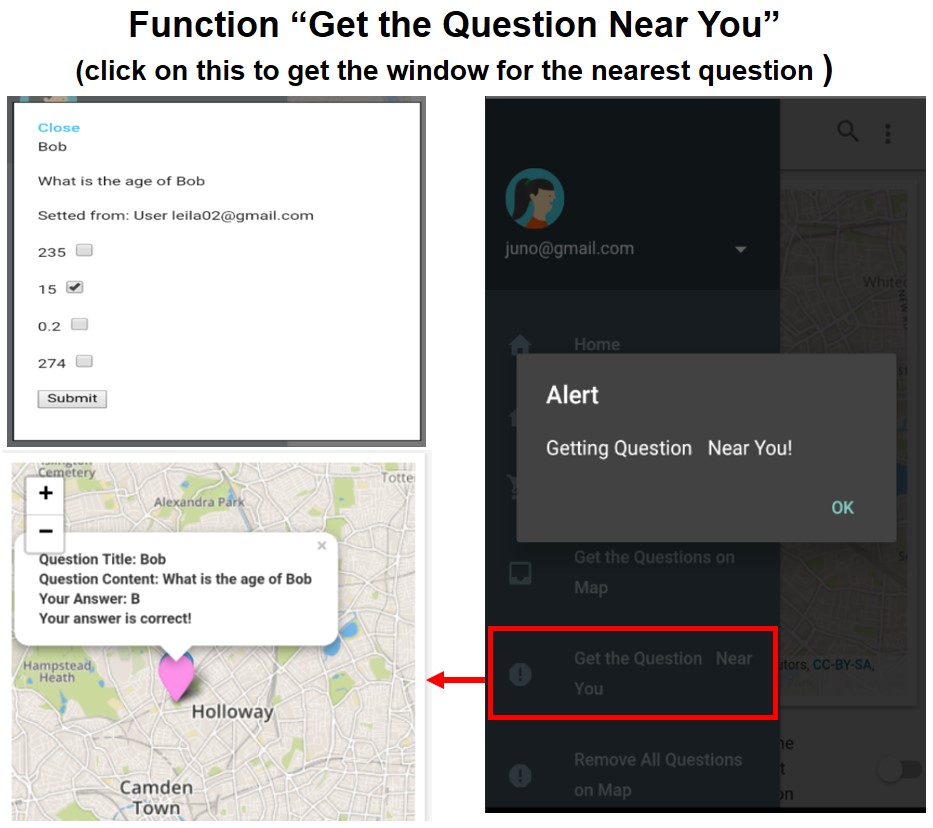 Function “Get the Question Near You”
(click on this to get the window for the nearest question )
Close
Bob
What is the age of Bob
Setted from: User leila02@gmail.com
235
15
0.2
274
Submit
Cemetery
Totte
+
−
Alexandra Park
×
Question Title: Bob
Question Content: What is the age of Bob
Your Answer: B
Your answer is correct!
Hampstead
Heath
Holloway
Camden
Town
juno@gmail.com
Home
Alert
Getting Question Near You!
OK
Get the Questions on
Map
Get the Question Near
You
Remove All Questions
on Map
utors, CC-BY-SA,